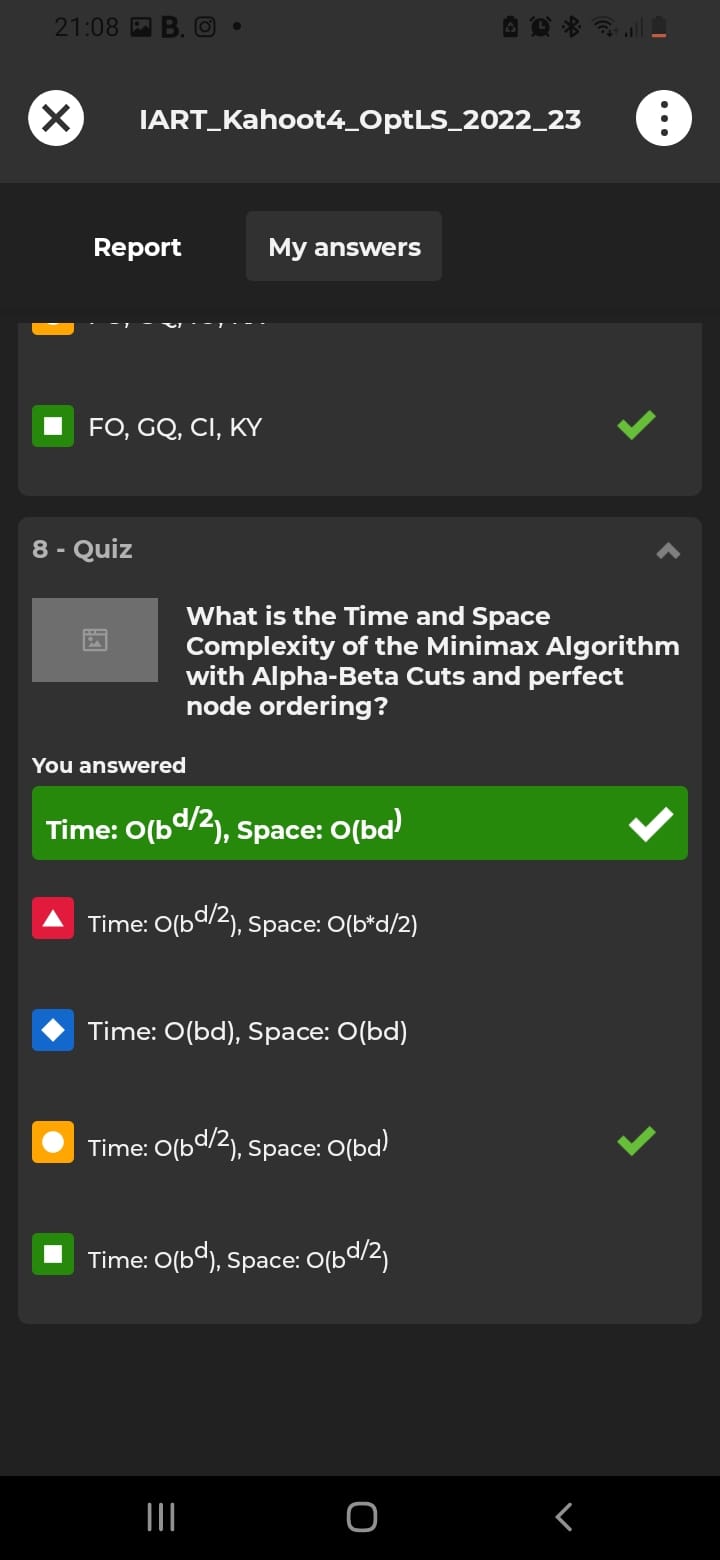 21:08 B.
IART_Kahoot4_OptLS_2022_23
Report My answers
FO, GQ, CI, KY
8 - Quiz
What is the Time and Space
Complexity of the Minimax Algorithm
with Alpha-Beta Cuts and perfect
node ordering?
You answered
Time: O(b^d/2), Space: O(bd)
Time: O(b^d/2), Space: O(b*d/2)
Time: O(bd), Space: O(bd)
Time: O(b^d/2), Space: O(bd)
Time: O(b^d), Space: O(b^d/2)